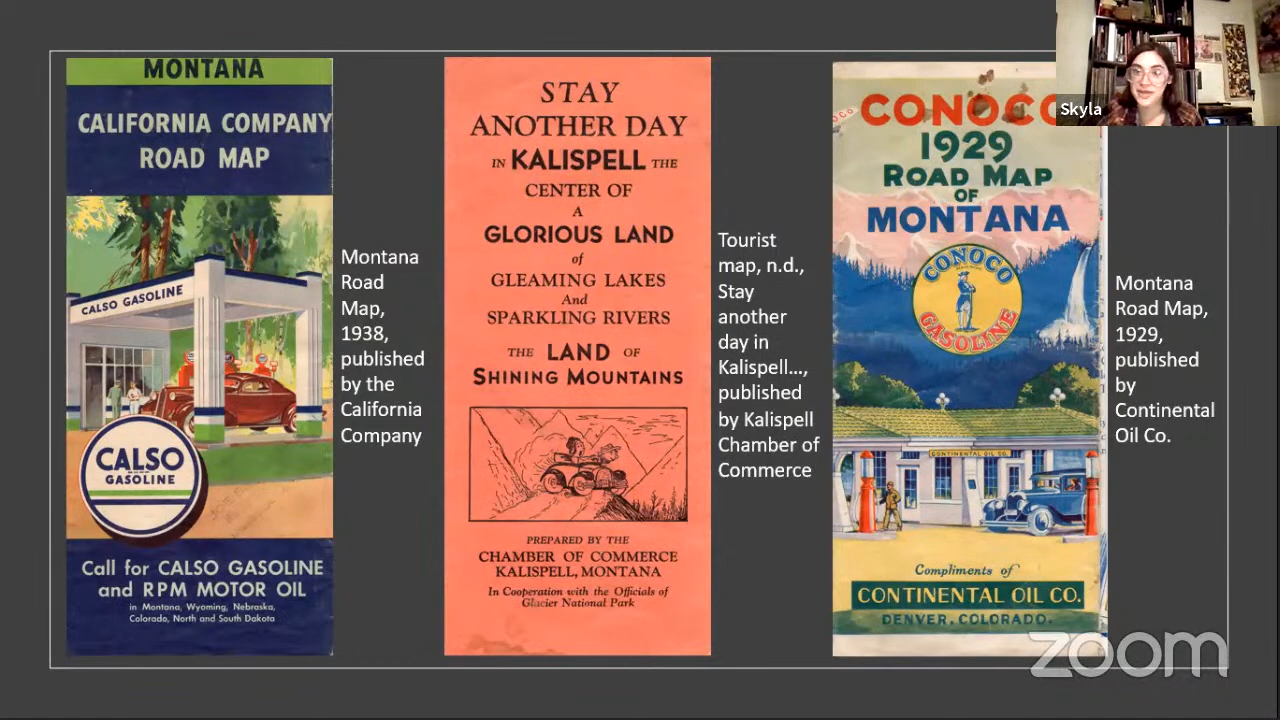 MONTANA
CALIFORNIA COMPANY
ROAD MAP
CALSO GASOLINE
CALSO
GASOLINE
Call for CALSO GASOLINE
and RPM MOTOR OIL
in Montana, Wyoming, Nebraska,
Colorado, North and South Dakota
Montana
Road
Map,
1938,
published
by the
California
Company
STAY
ANOTHER DAY
IN KALISPELL THE
CENTER OF
A
GLORIOUS LAND
of
GLEAMING LAKES
And
SPARKLING RIVERS
THE LAND OF
SHINING MOUNTAINS
PREPARED BY THE
CHAMBER OF COMMERCE
KALISPELL, MONTANA
In Cooperation with the Officials of
Glacier National Park
Tourist
map, n.d.,
Stay
another
day in
Kalispell...,
published
by Kalispell
Chamber of
Commerce
CONOCO
1929
ROAD MAP
OF
MONTANA
CONOCO
GASOLINE
CONTINENTAL OIL CO.
Compliments of
CONTINENTAL OIL CO.
DENVER, COLORADO.
Montana
Road Map,
1929,
published
by
Continental
Oil Co.
Skyla
zoom